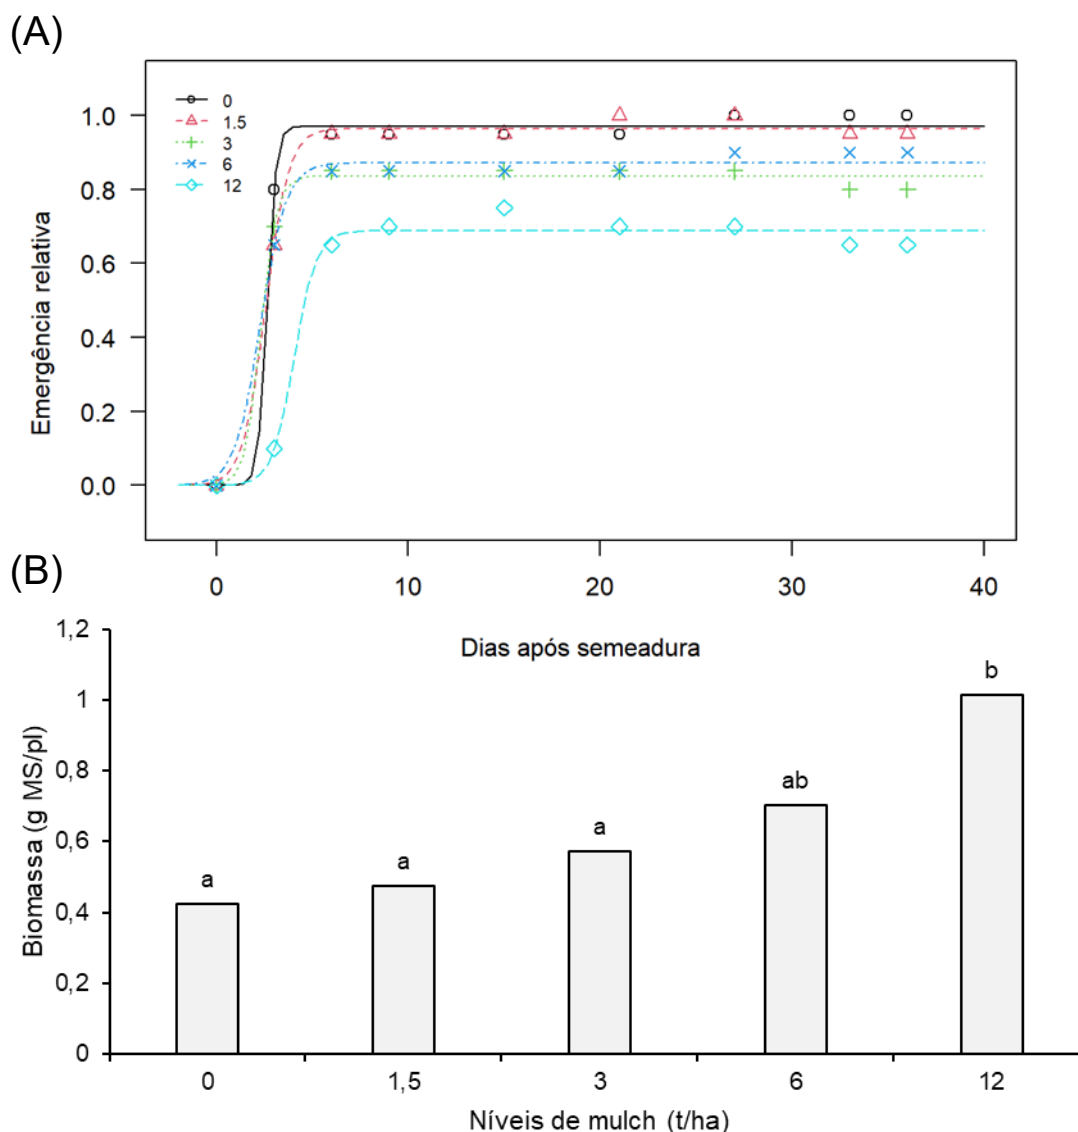 (A)
0
1.5
3
6
12
1.0
0.8
0.6
0.4
0.2
0.0
Emergência relativa
0 10 20 30 40
Dias após semeadura
(B)
1,2
1
0,8
0,6
0,4
0,2
0
Biomassa (g MS/pl)
a a a ab b
0 1,5 3 6 12
Níveis de mulch (t/ha)